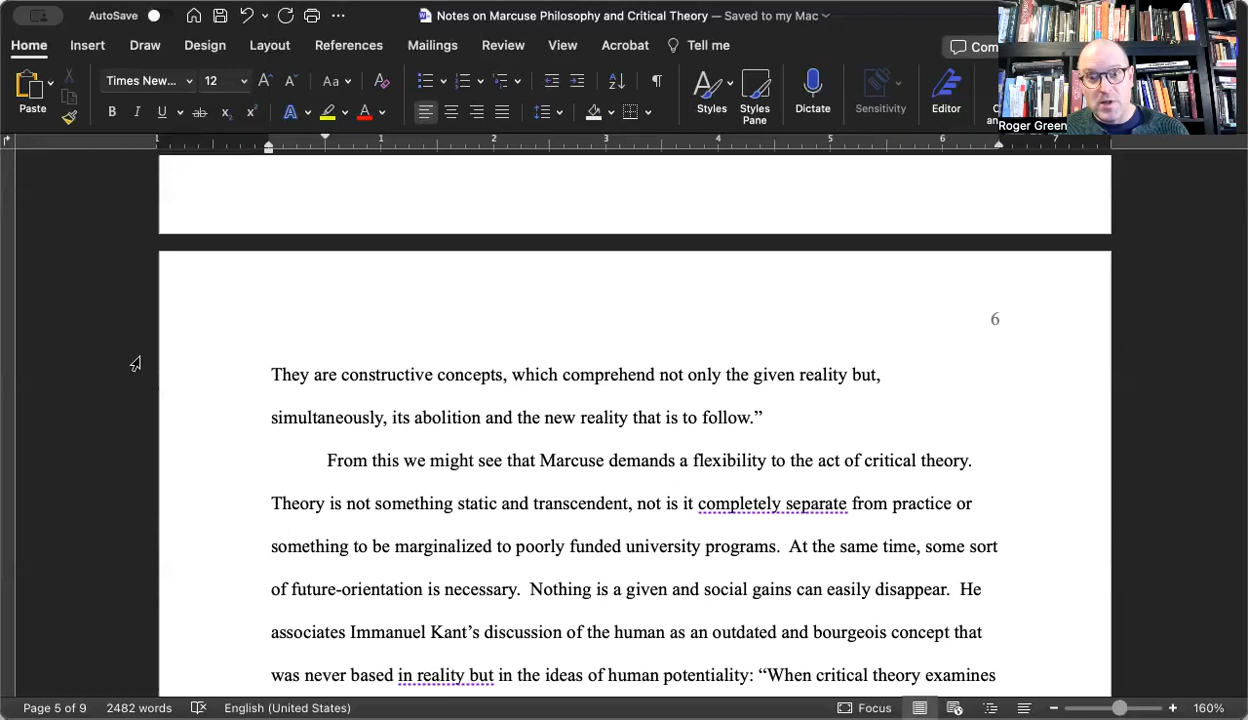 AutoSave
Notes on Marcuse Philosophy and Critical Theory — Saved to my Mac
Home Insert Draw Design Layout References Mailings Review View Acrobat Tell me
Paste
Times New...
12
Aa
Styles
Styles Pane
Dictate
Sensitivity
Editor
Roger Green
1 2 3 4 5 6 7
6
They are constructive concepts, which comprehend not only the given reality but,
simultaneously, its abolition and the new reality that is to follow.”
From this we might see that Marcuse demands a flexibility to the act of critical theory.
Theory is not something static and transcendent, not is it completely separate from practice or
something to be marginalized to poorly funded university programs.  At the same time, some sort
of future-orientation is necessary.  Nothing is a given and social gains can easily disappear.  He
associates Immanuel Kant’s discussion of the human as an outdated and bourgeois concept that
was never based in reality but in the ideas of human potentiality: “When critical theory examines
Page 5 of 9 2482 words English (United States) Focus 160%